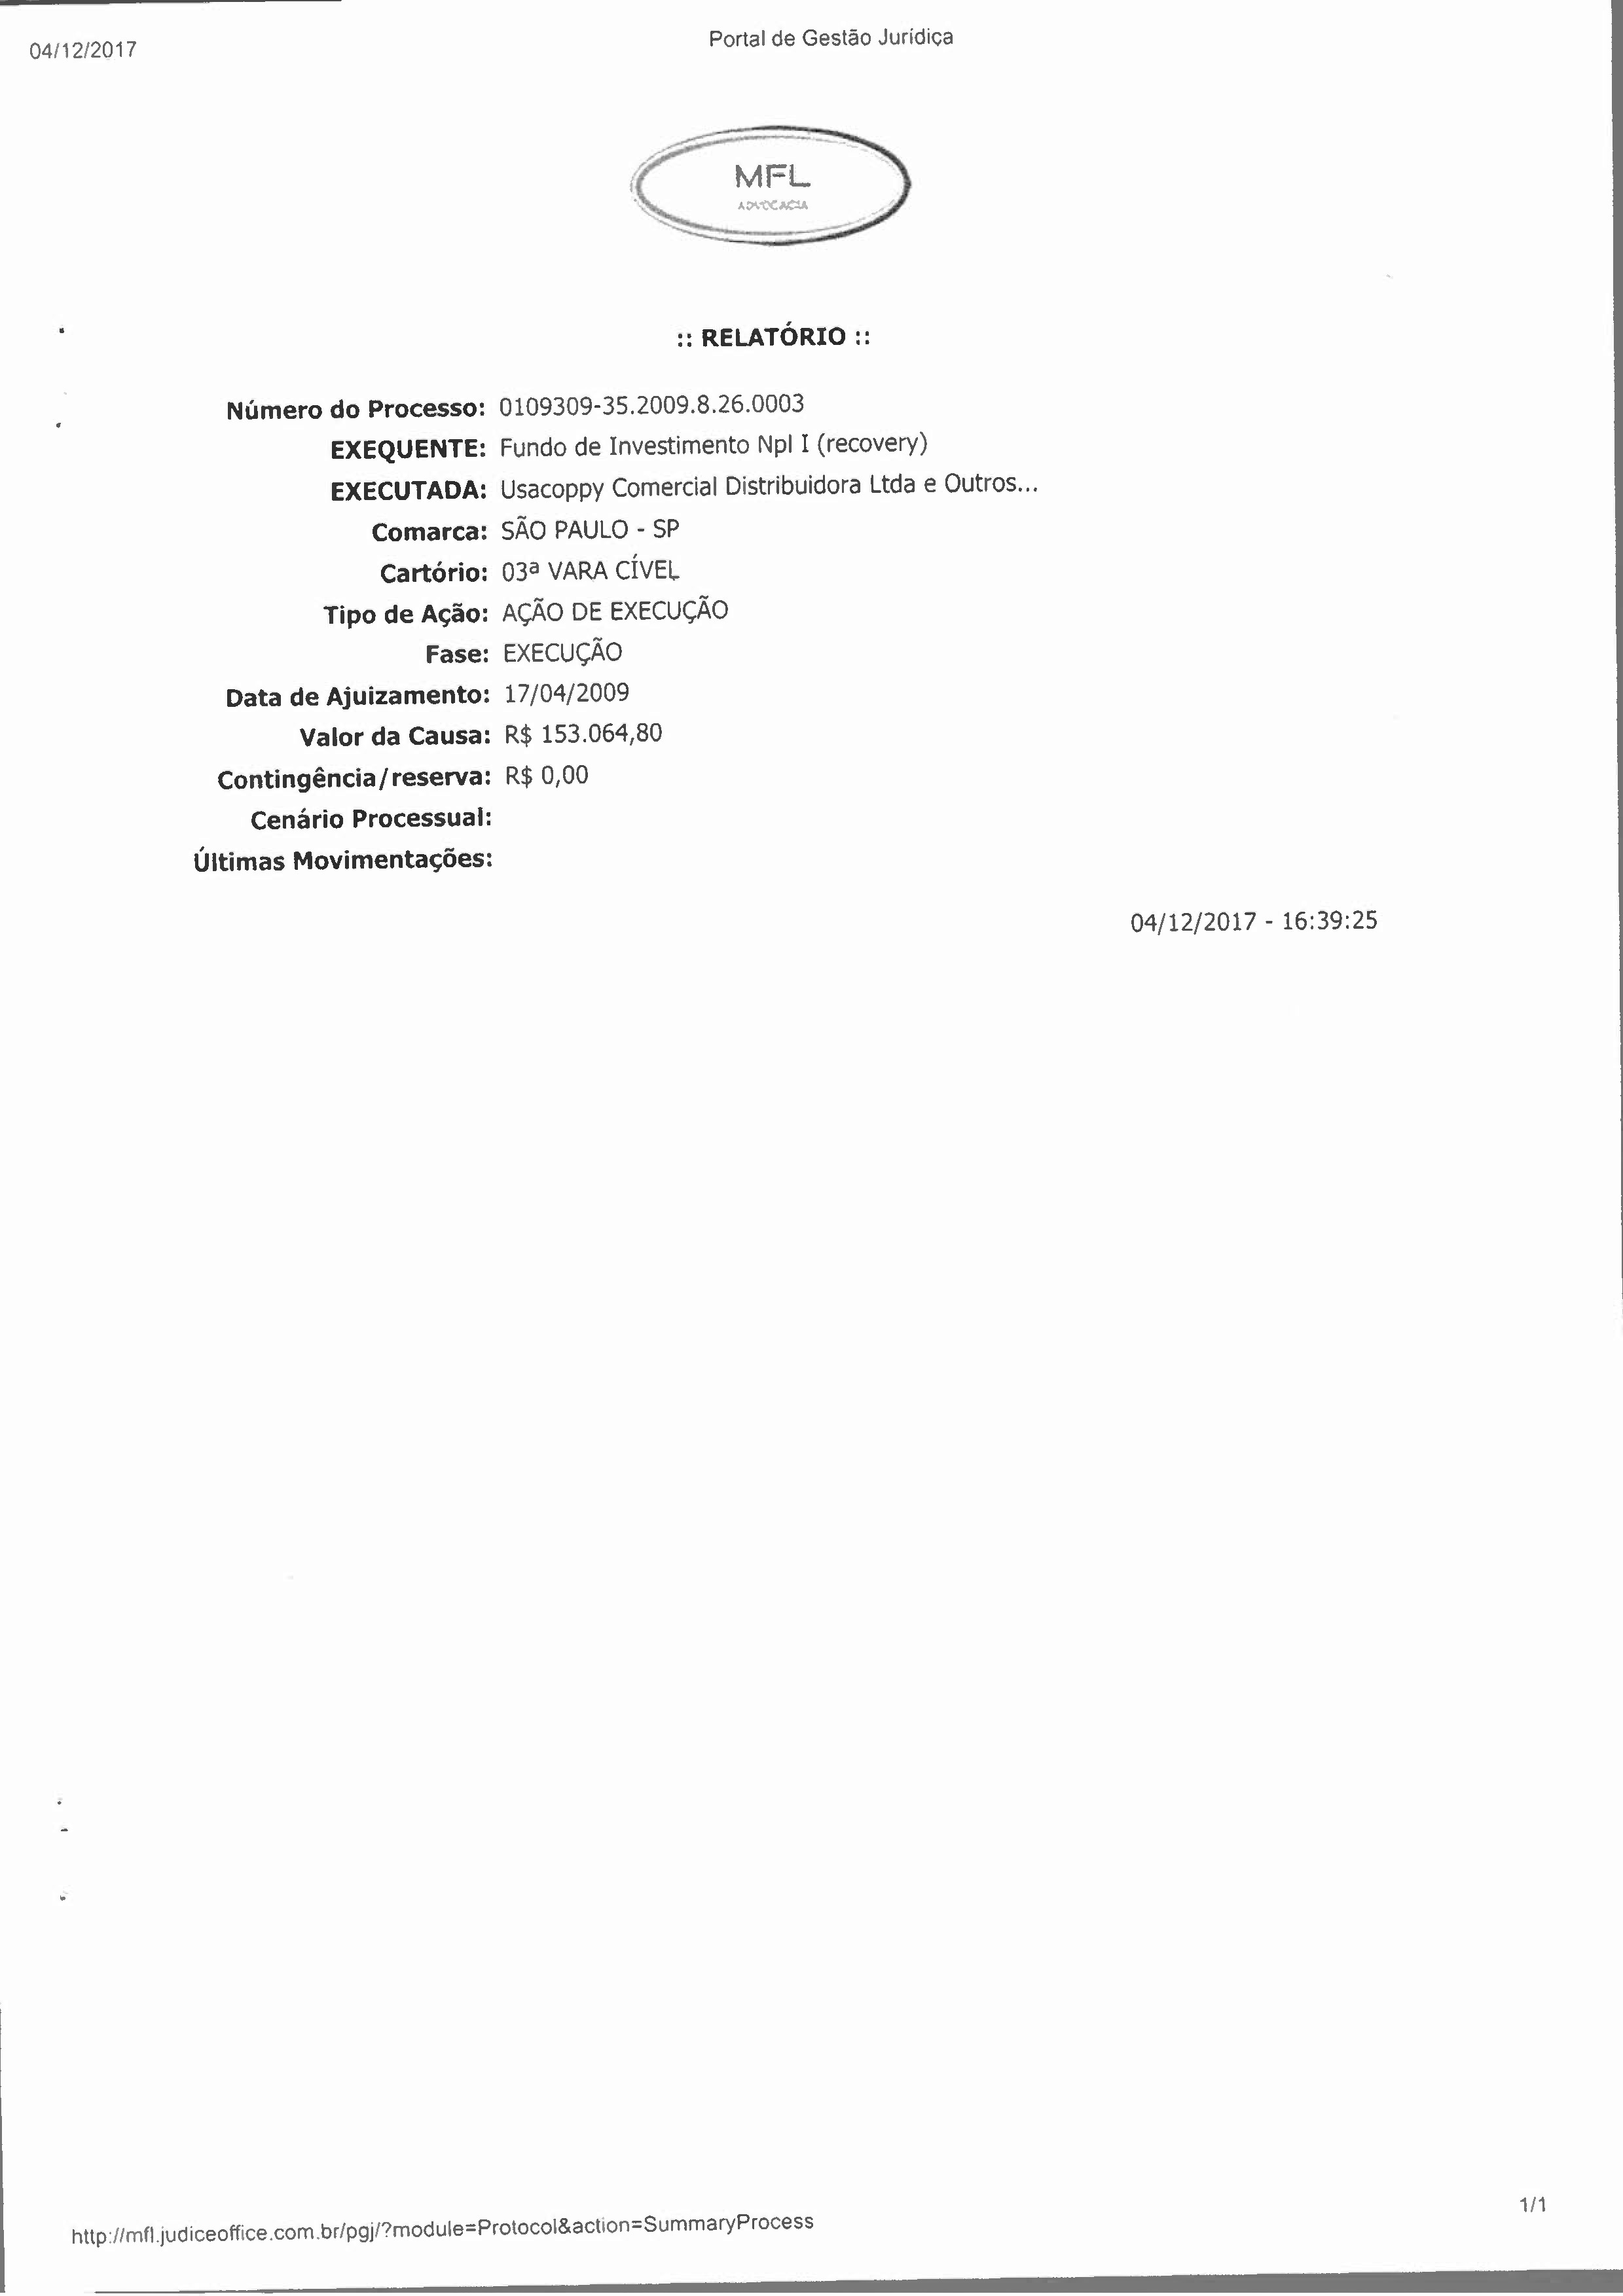 04/12/2017
Portal de Gestão Jurídica
MFL
ADVOCACIA
:: RELATÓRIO ::
Número do Processo: 0109309-35.2009.8.26.0003
EXEQUENTE: Fundo de Investimento Npl I (recovery)
EXECUTADA: Usacoppy Comercial Distribuidora Ltda e Outros...
Comarca: SÃO PAULO - SP
Cartório: 03ª VARA CÍVEL
Tipo de Ação: AÇÃO DE EXECUÇÃO
Fase: EXECUÇÃO
Data de Ajuizamento: 17/04/2009
Valor da Causa: R$ 153.064,80
Contingência/reserva: R$ 0,00
Cenário Processual:
Últimas Movimentações:
04/12/2017 - 16:39:25
http://mfl.judiceoffice.com.br/pgj/?module=Protocol&action=SummaryProcess
1/1